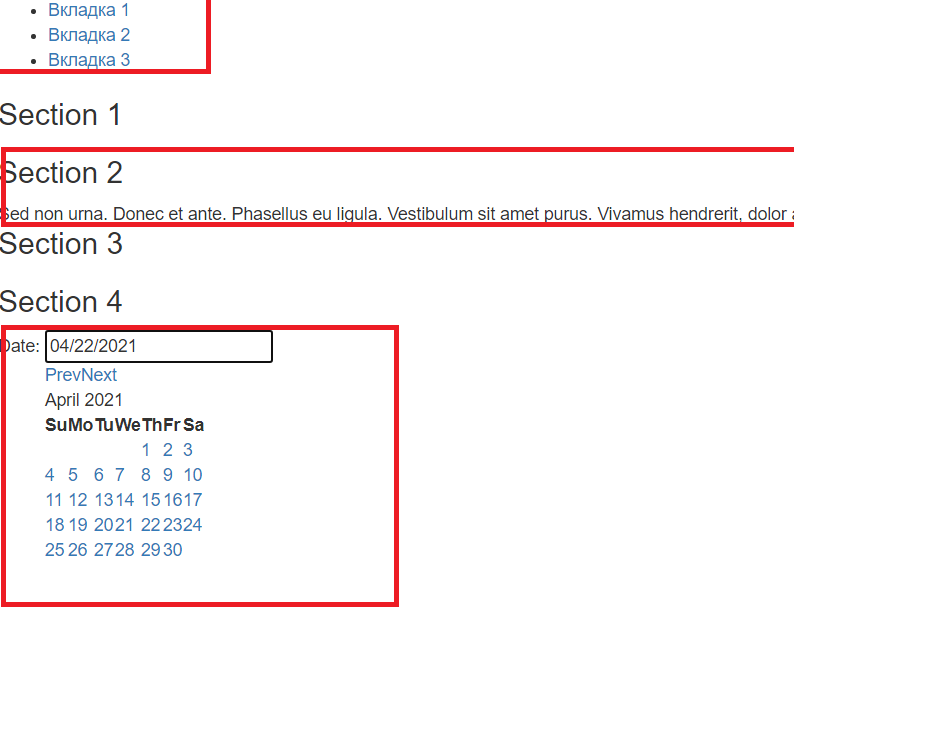 Вкладка 1
Вкладка 2
Вкладка 3
Section 1
Section 2
Sed non urna. Donec et ante. Phasellus eu ligula. Vestibulum sit amet purus. Vivamus hendrerit, dolor
Section 3
Section 4
Date: 04/22/2021
PrevNext
April 2021
Su Mo Tu We Th Fr Sa
1 2 3
4 5 6 7 8 9 10
11 12 13 14 15 16 17
18 19 20 21 22 23 24
25 26 27 28 29 30